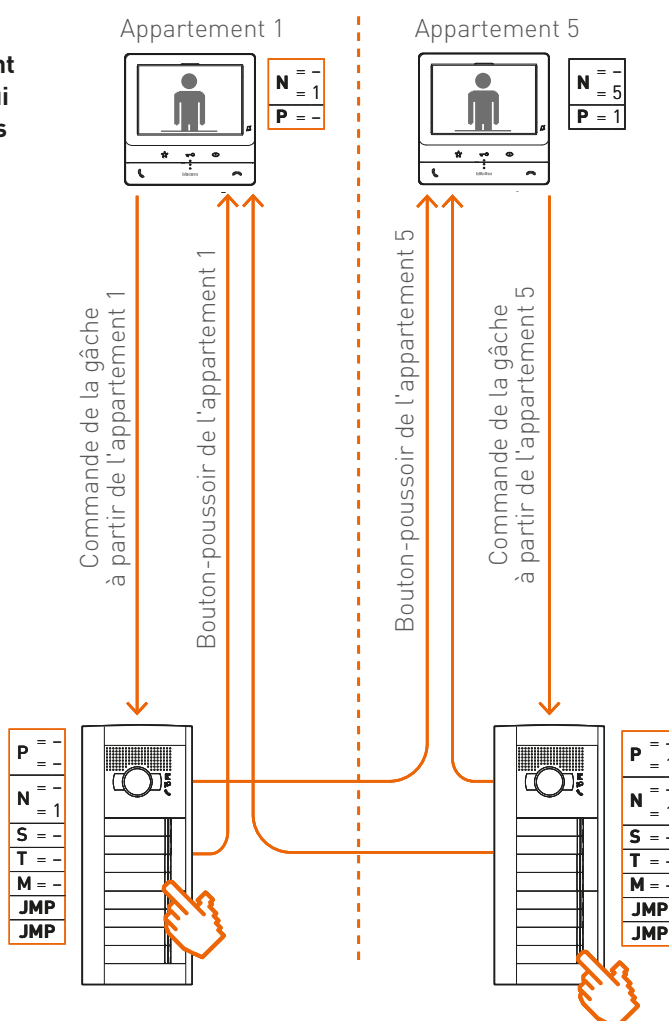 Appartement 1
Appartement 5
nt
ui
s
N = –
= 1
P = –
N = –
= 5
P = 1
Commande de la gâche
à partir de l'appartement 1
Bouton-poussoir de l'appartement 1
Bouton-poussoir de l'appartement 5
Commande de la gâche
à partir de l'appartement 5
P = –
= –
N = –
= 1
S = –
T = –
M = –
JMP
JMP
P = –
N = –
S = –
T = –
M = –
JMP
JMP